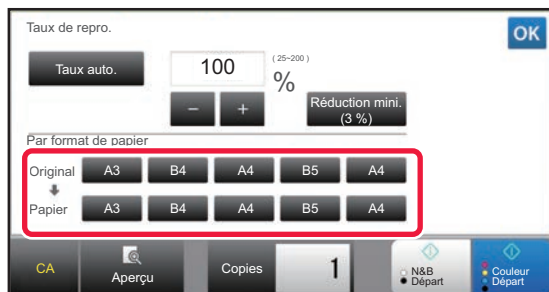 Taux de repro.
OK
Taux auto.
100
(25~200)
%
−
+
Réduction mini.
(3 %)
Par format de papier
Original A3 B4 A4 B5 A4
Papier A3 B4 A4 B5 A4
CA
Aperçu
Copies
1
N&B
Départ
Couleur
Départ